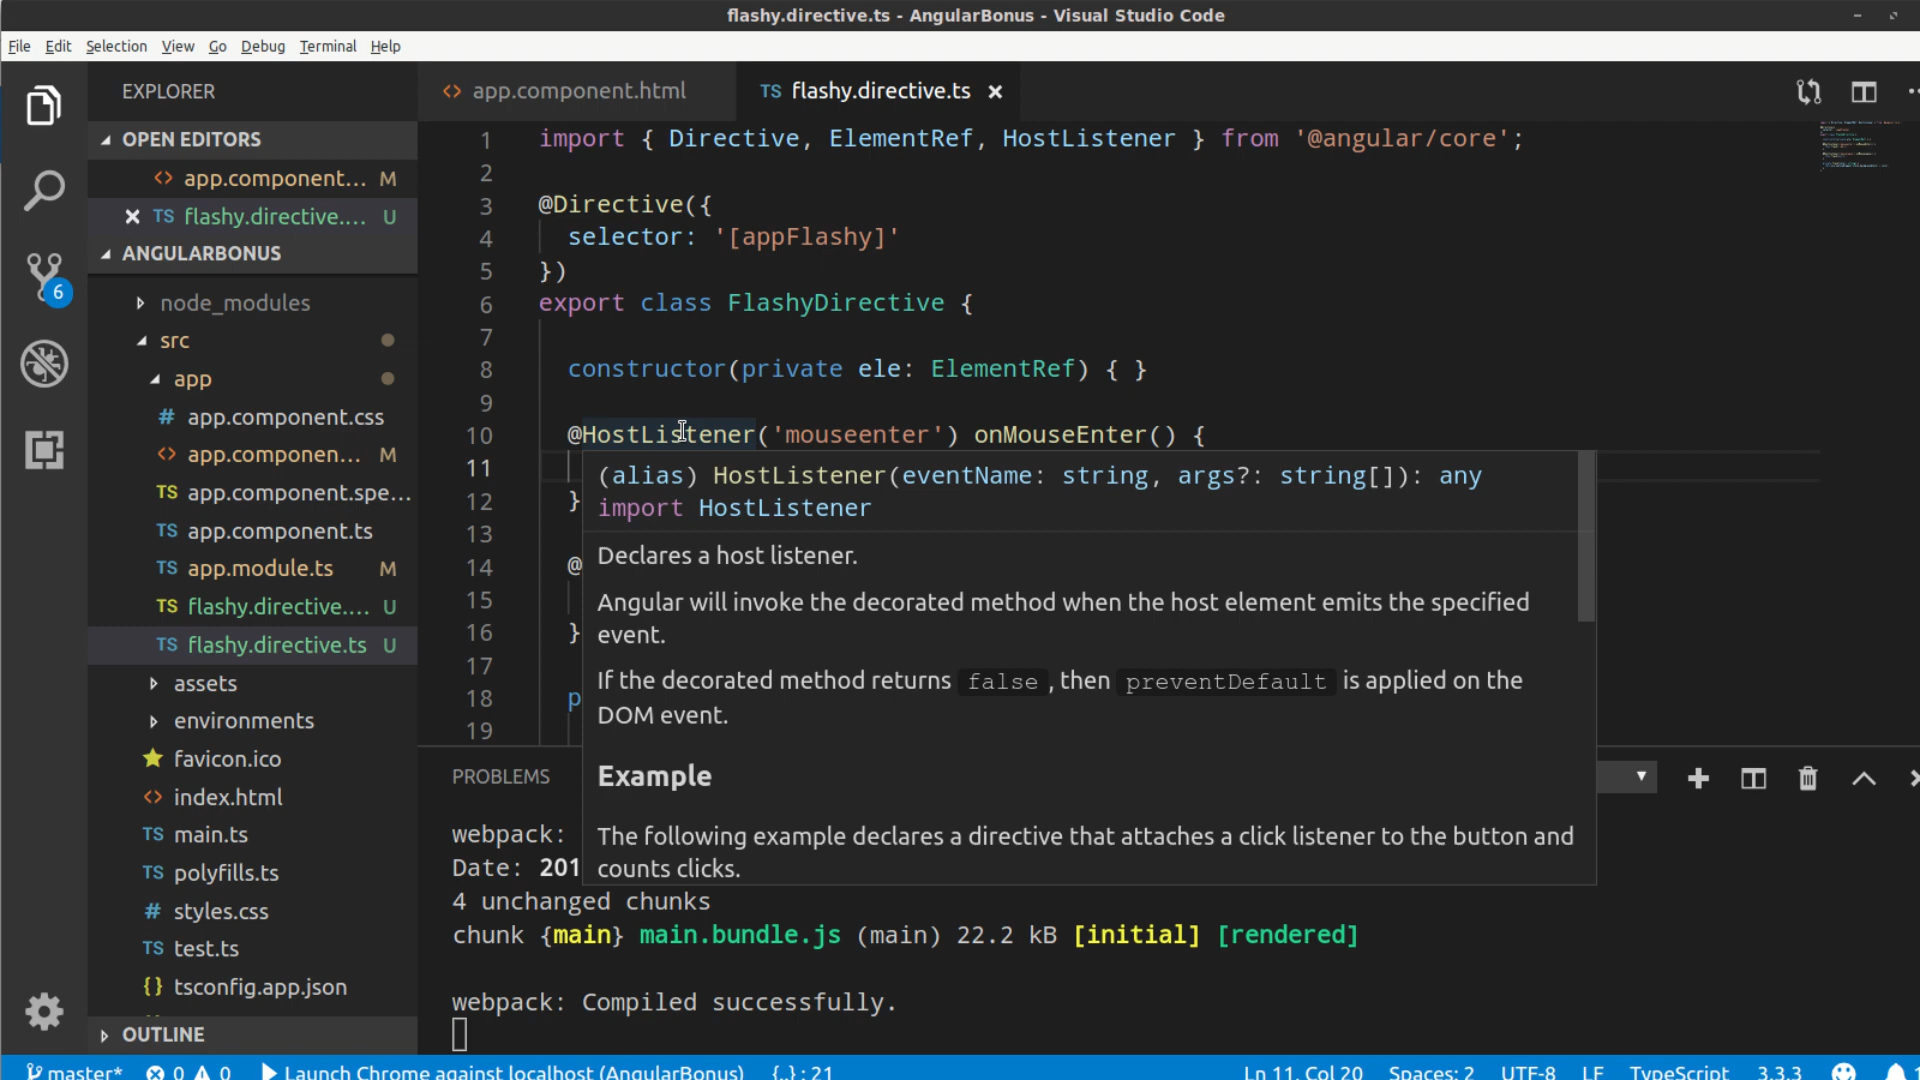 flashy.directive.ts - AngularBonus - Visual Studio Code
File Edit Selection View Go Debug Terminal Help
EXPLORER
OPEN EDITORS
app.component... M
TS flashy.directive.... U
ANGULARBONUS
node_modules
src
app
# app.component.css
<> app.componen... M
TS app.component.spe...
TS app.component.ts
TS app.module.ts M
TS flashy.directive.... U
TS flashy.directive.ts U
assets
environments
favicon.ico
<> index.html
TS main.ts
TS polyfills.ts
# styles.css
TS test.ts
{} tsconfig.app.json
OUTLINE
6
<> app.component.html
TS flashy.directive.ts
1 import { Directive, ElementRef, HostListener } from '@angular/core';
2
3 @Directive({
4 selector: '[appFlashy]'
5 })
6 export class FlashyDirective {
7
8 constructor(private ele: ElementRef) { }
9
10 @HostListener('mouseenter') onMouseEnter() {
11
12 }
13
14 @
15
16 }
17
18 p
19
(alias) HostListener(eventName: string, args?: string[]): any
import HostListener
Declares a host listener.
Angular will invoke the decorated method when the host element emits the specified
event.
If the decorated method returns false, then preventDefault is applied on the
DOM event.
Example
The following example declares a directive that attaches a click listener to the button and
counts clicks.
PROBLEMS
webpack:
Date: 201
4 unchanged chunks
chunk {main} main.bundle.js (main) 22.2 kB [initial] [rendered]
webpack: Compiled successfully.
master* 0 0 Launch Chrome against localhost (AngularBonus) {..} : 21
Ln 11, Col 20 Spaces: 2 UTF-8 LF TypeScript 3.3.3 1